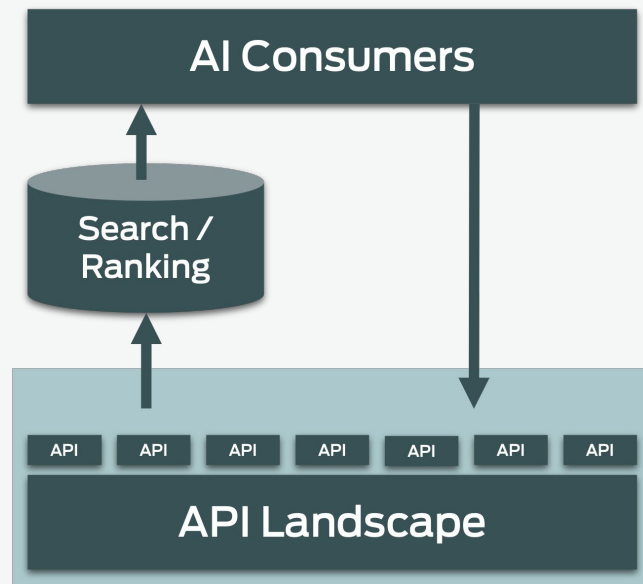 AI Consumers
Search /
Ranking
API API API API API API API
API Landscape